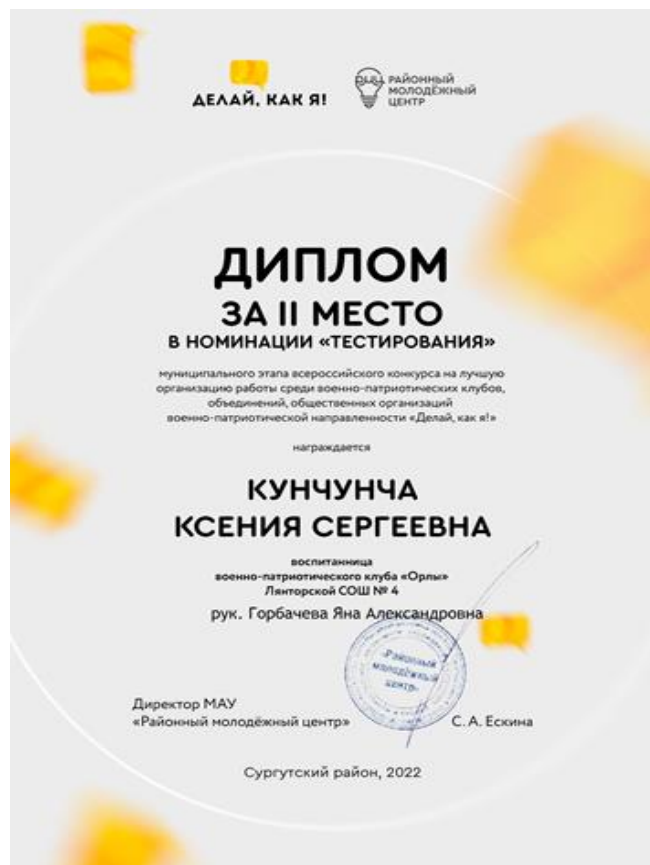 ДЕЛАЙ, КАК Я!
РАЙОННЫЙ
МОЛОДЁЖНЫЙ
ЦЕНТР
ДИПЛОМ
ЗА II МЕСТО
В НОМИНАЦИИ «ТЕСТИРОВАНИЯ»
муниципального этапа всероссийского конкурса на лучшую
организацию работы среди военно-патриотических клубов,
объединений, общественных организаций
военно-патриотической направленности «Делай, как я!»
награждается
КУНЧУНЧА
КСЕНИЯ СЕРГЕЕВНА
воспитанница
военно-патриотического клуба «Орлы»
Лянторской СОШ № 4
рук. Горбачева Яна Александровна
«Районный
молодёжный
центр»
Директор МАУ
«Районный молодёжный центр»
С. А. Ескина
Сургутский район, 2022